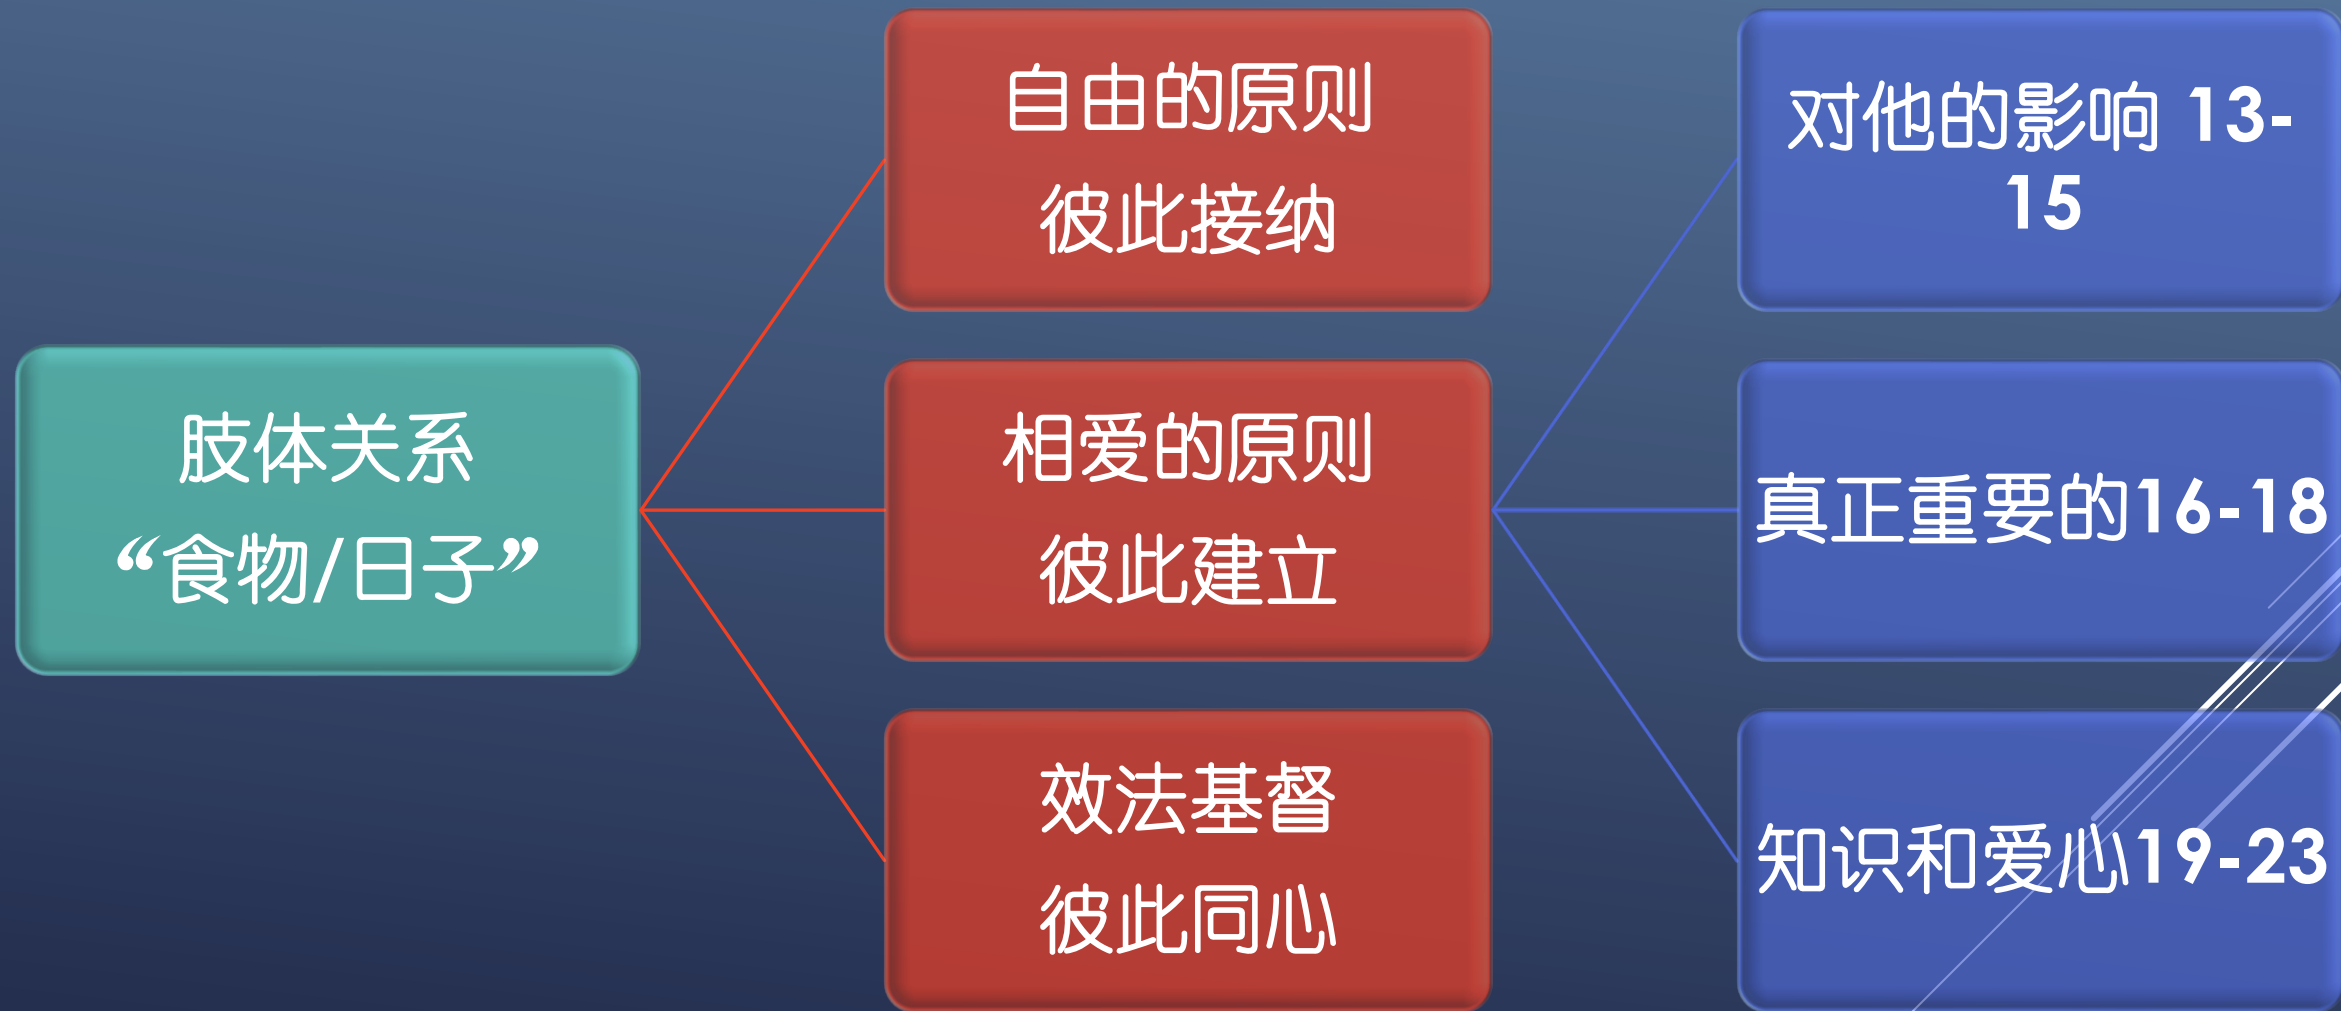 肢体关系
“食物/日子”
自由的原则
彼此接纳
相爱的原则
彼此建立
效法基督
彼此同心
对他的影响 13-
15
真正重要的16-18
知识和爱心19-23